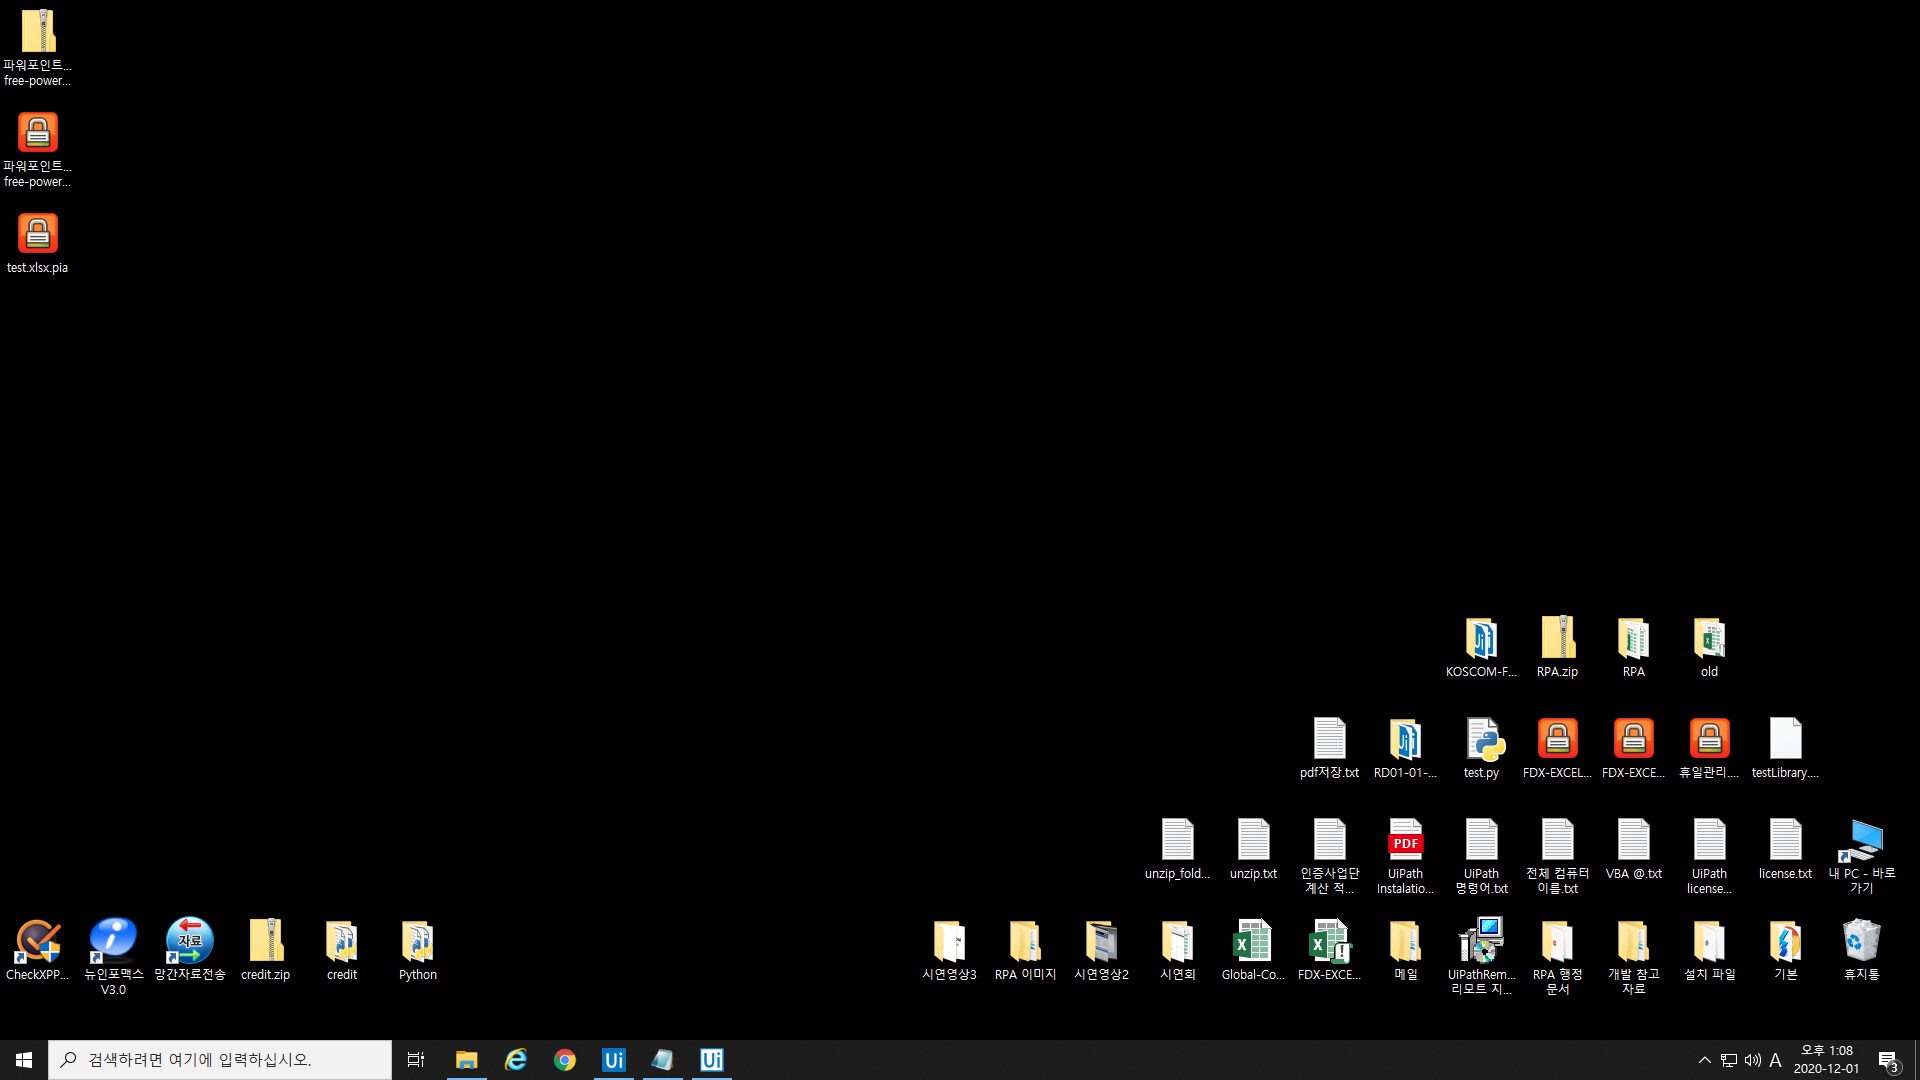 파워포인트...
free-power...
파워포인트...
free-power...
test.xlsx.pia
KOSCOM-F...
RPA.zip
RPA
old
pdf저장.txt
RD01-01-...
test.py
FDX-EXCEL...
FDX-EXCE...
휴일관리....
testLibrary....
unzip_fold...
unzip.txt
인증사업단
계산 적...
PDF
UiPath
Instalatio...
UiPath
명령어.txt
전체 컴퓨터
이름.txt
VBA @.txt
UiPath
license...
license.txt
내 PC - 바로
가기
CheckXPP...
뉴인포맥스
V3.0
자료
망간자료전송
credit.zip
credit
Python
시연영상3
RPA 이미지
시연영상2
시연회
Global-Co...
FDX-EXCE...
메일
UiPathRem...
리모트 지...
RPA 행정
문서
개발 참고
자료
설치 파일
기본
휴지통
검색하려면 여기에 입력하십시오.
Ui
Ui
A
오후 1:08
2020-12-01
3